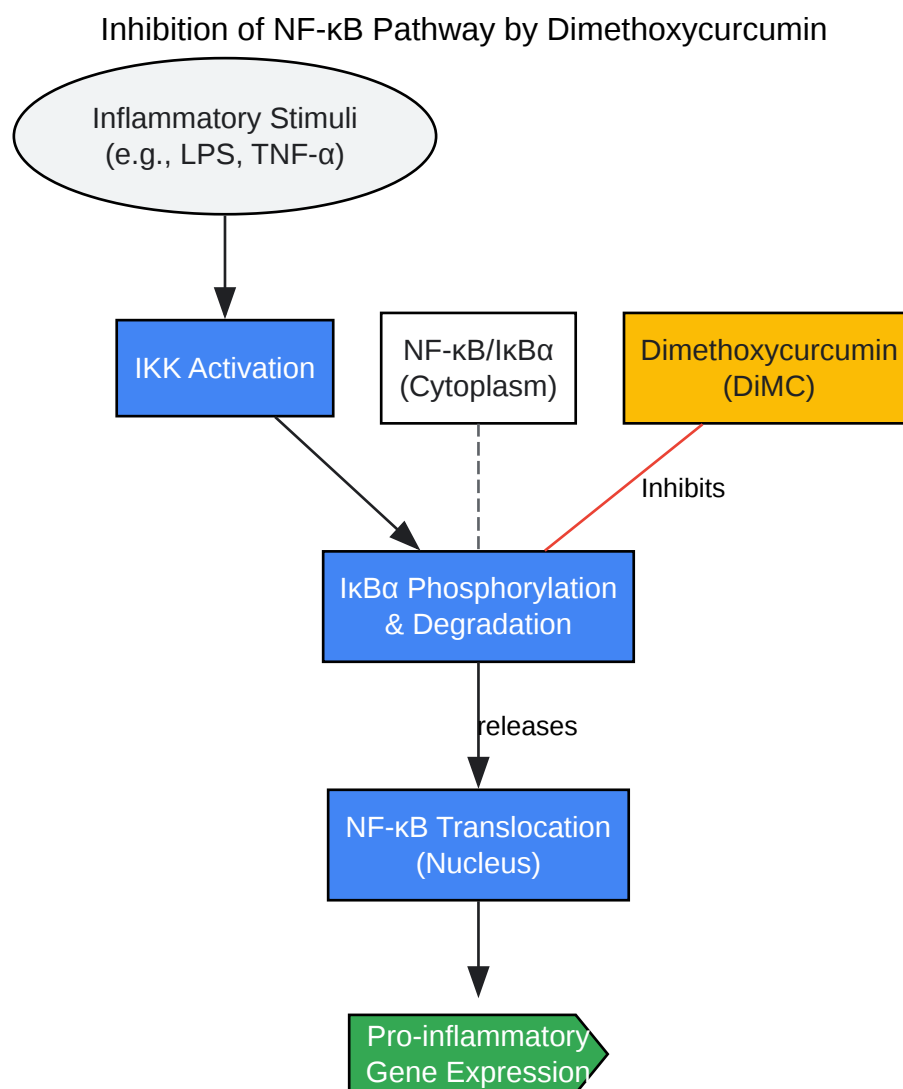 Inhibition of NF-κB Pathway by Dimethoxycurcumin
Inflammatory Stimuli
(e.g., LPS, TNF-α)
IKK Activation
NF-κB/IκBα
(Cytoplasm)
Dimethoxycurcumin
(DiMC)
Inhibits
IκBα Phosphorylation
& Degradation
releases
NF-κB Translocation
(Nucleus)
Pro-inflammatory
Gene Expression